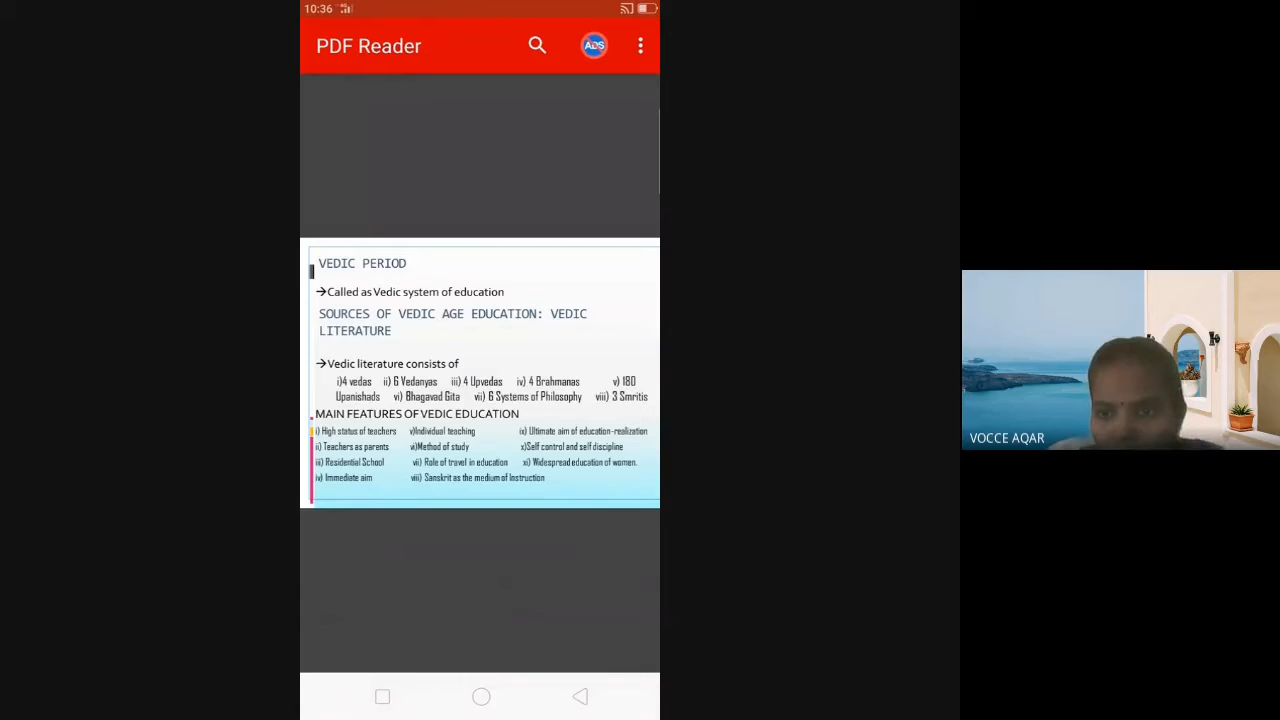 10:36
PDF Reader
ADS
VEDIC PERIOD
→Called as Vedic system of education
SOURCES OF VEDIC AGE EDUCATION: VEDIC
LITERATURE
→Vedic literature consists of
i)4 vedas ii) 6 Vedanyas iii) 4 Upvedas iv) 4 Brahmanas v) 180
Upanishads vi) Bhagavad Gita vii) 6 Systems of Philosophy viii) 3 Smritis
MAIN FEATURES OF VEDIC EDUCATION
i) High status of teachers v)Individual teaching ix) Ultimate aim of education-realization
ii) Teachers as parents vi)Method of study x)Self control and self discipline
iii) Residential School vii) Role of travel in education xi) Widespread education of women.
iv) Immediate aim viii) Sanskrit as the medium of Instruction
VOCCE AQAR